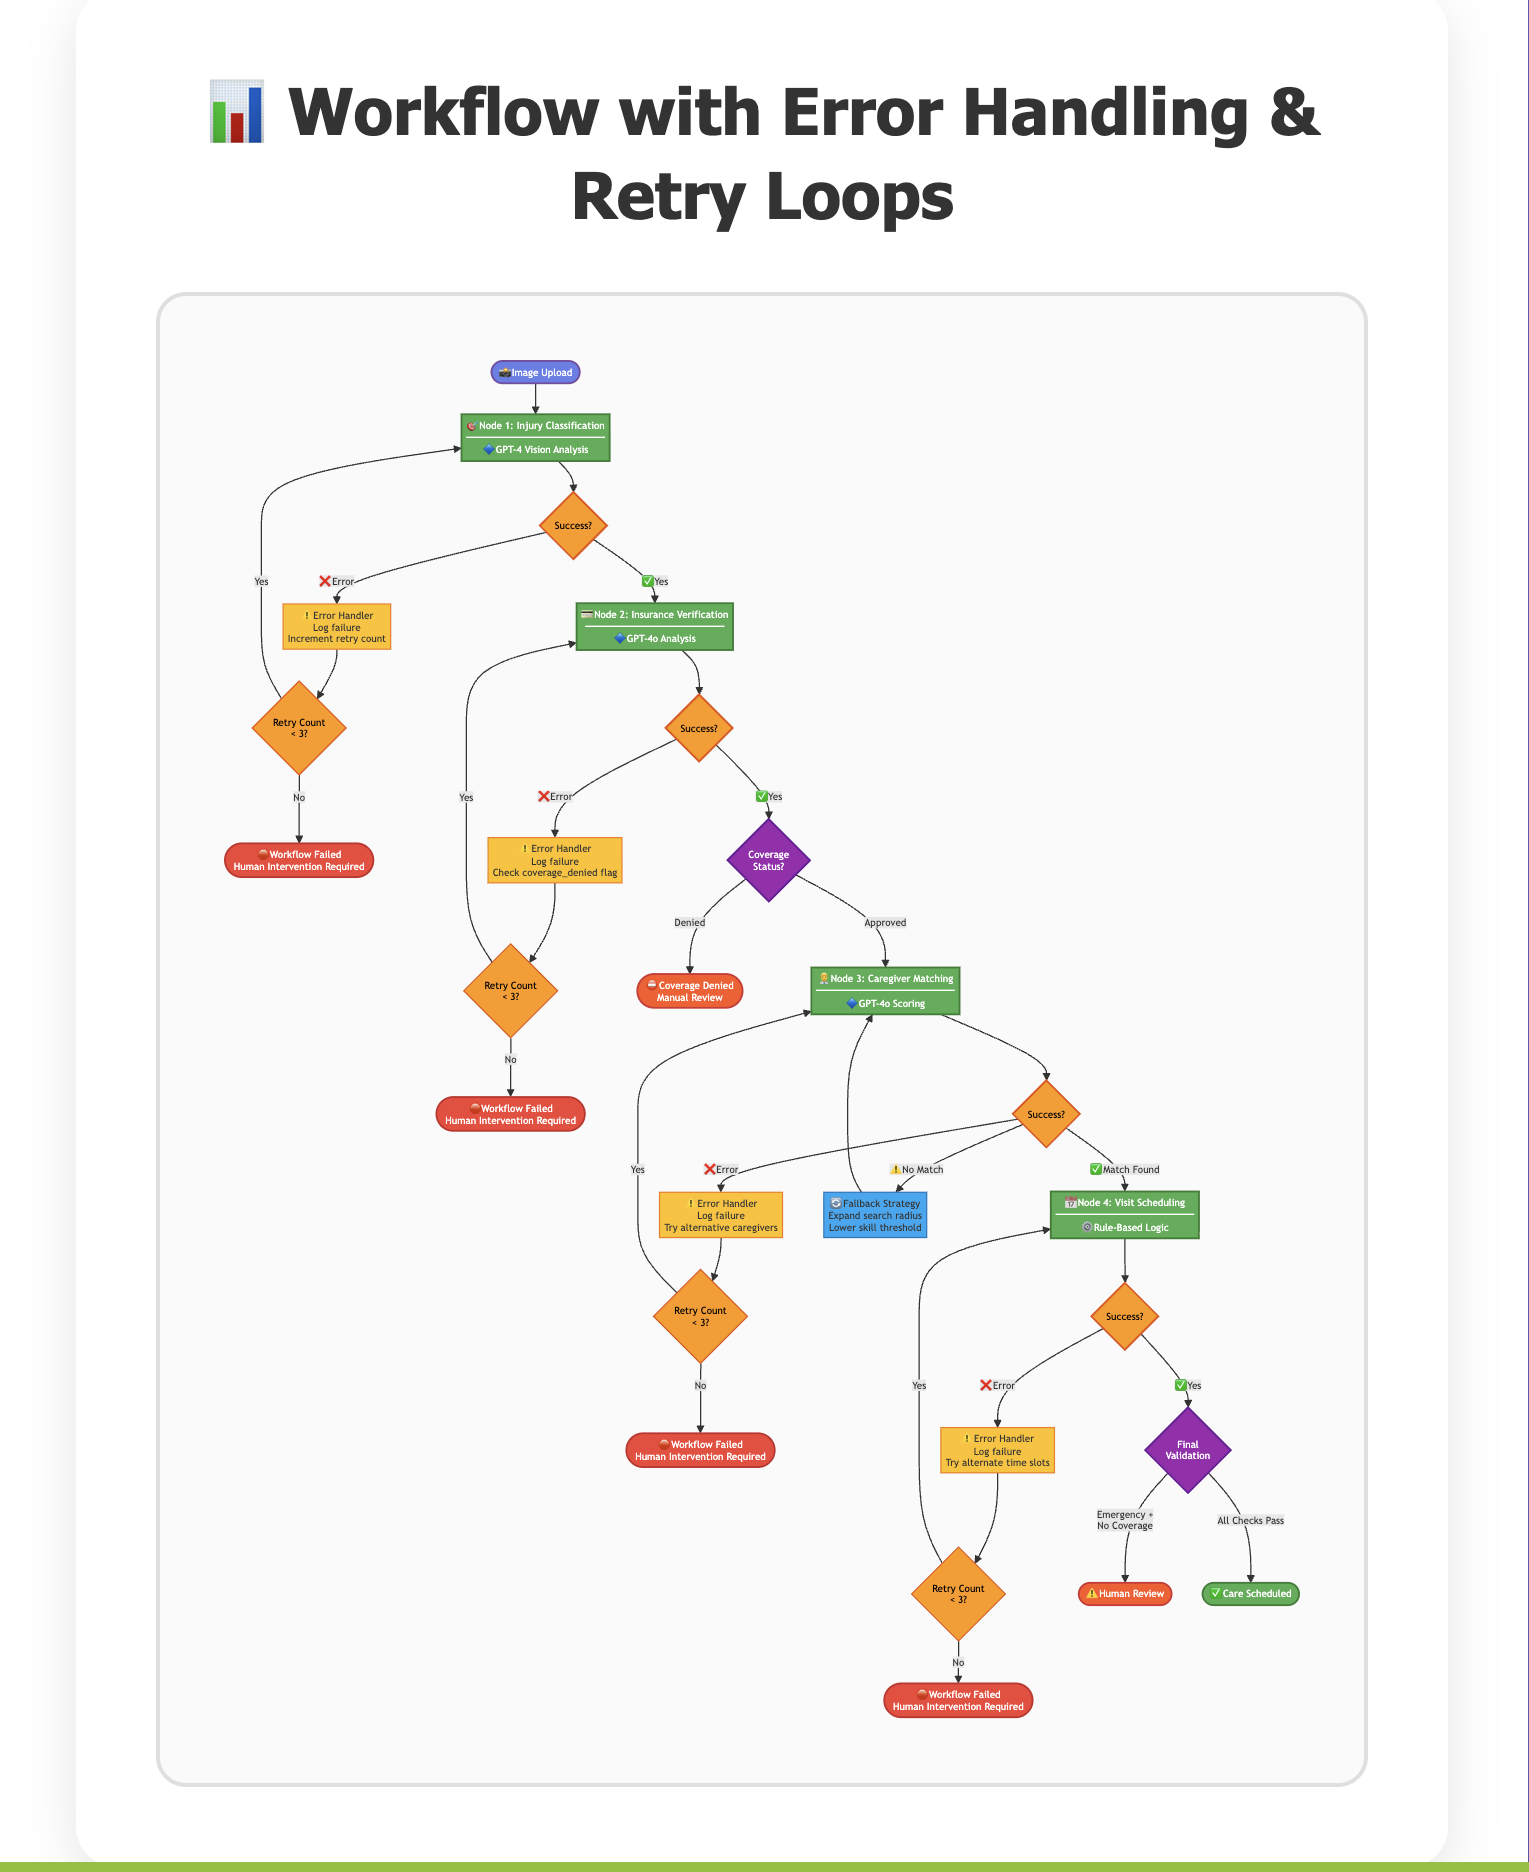 Workflow with Error Handling &
Retry Loops
Image Upload
Node 1: Injury Classification
GPT-4 Vision Analysis
Success?
Error
Yes
Yes
Error Handler
Log failure
Increment retry count
Node 2: Insurance Verification
GPT-4o Analysis
Retry Count
< 3?
Success?
No
Yes
Error
Yes
Workflow Failed
Human Intervention Required
Error Handler
Log failure
Check coverage_denied flag
Coverage
Status?
Denied
Approved
Retry Count
< 3?
Coverage Denied
Manual Review
Node 3: Caregiver Matching
GPT-4o Scoring
No
Workflow Failed
Human Intervention Required
Success?
Yes
Error
No Match
Match Found
Error Handler
Log failure
Try alternative caregivers
Fallback Strategy
Expand search radius
Lower skill threshold
Node 4: Visit Scheduling
Rule-Based Logic
Retry Count
< 3?
Success?
No
Yes
Error
Yes
Workflow Failed
Human Intervention Required
Error Handler
Log failure
Try alternate time slots
Final
Validation
Emergency +
No Coverage
All Checks Pass
Retry Count
< 3?
Human Review
Care Scheduled
No
Workflow Failed
Human Intervention Required